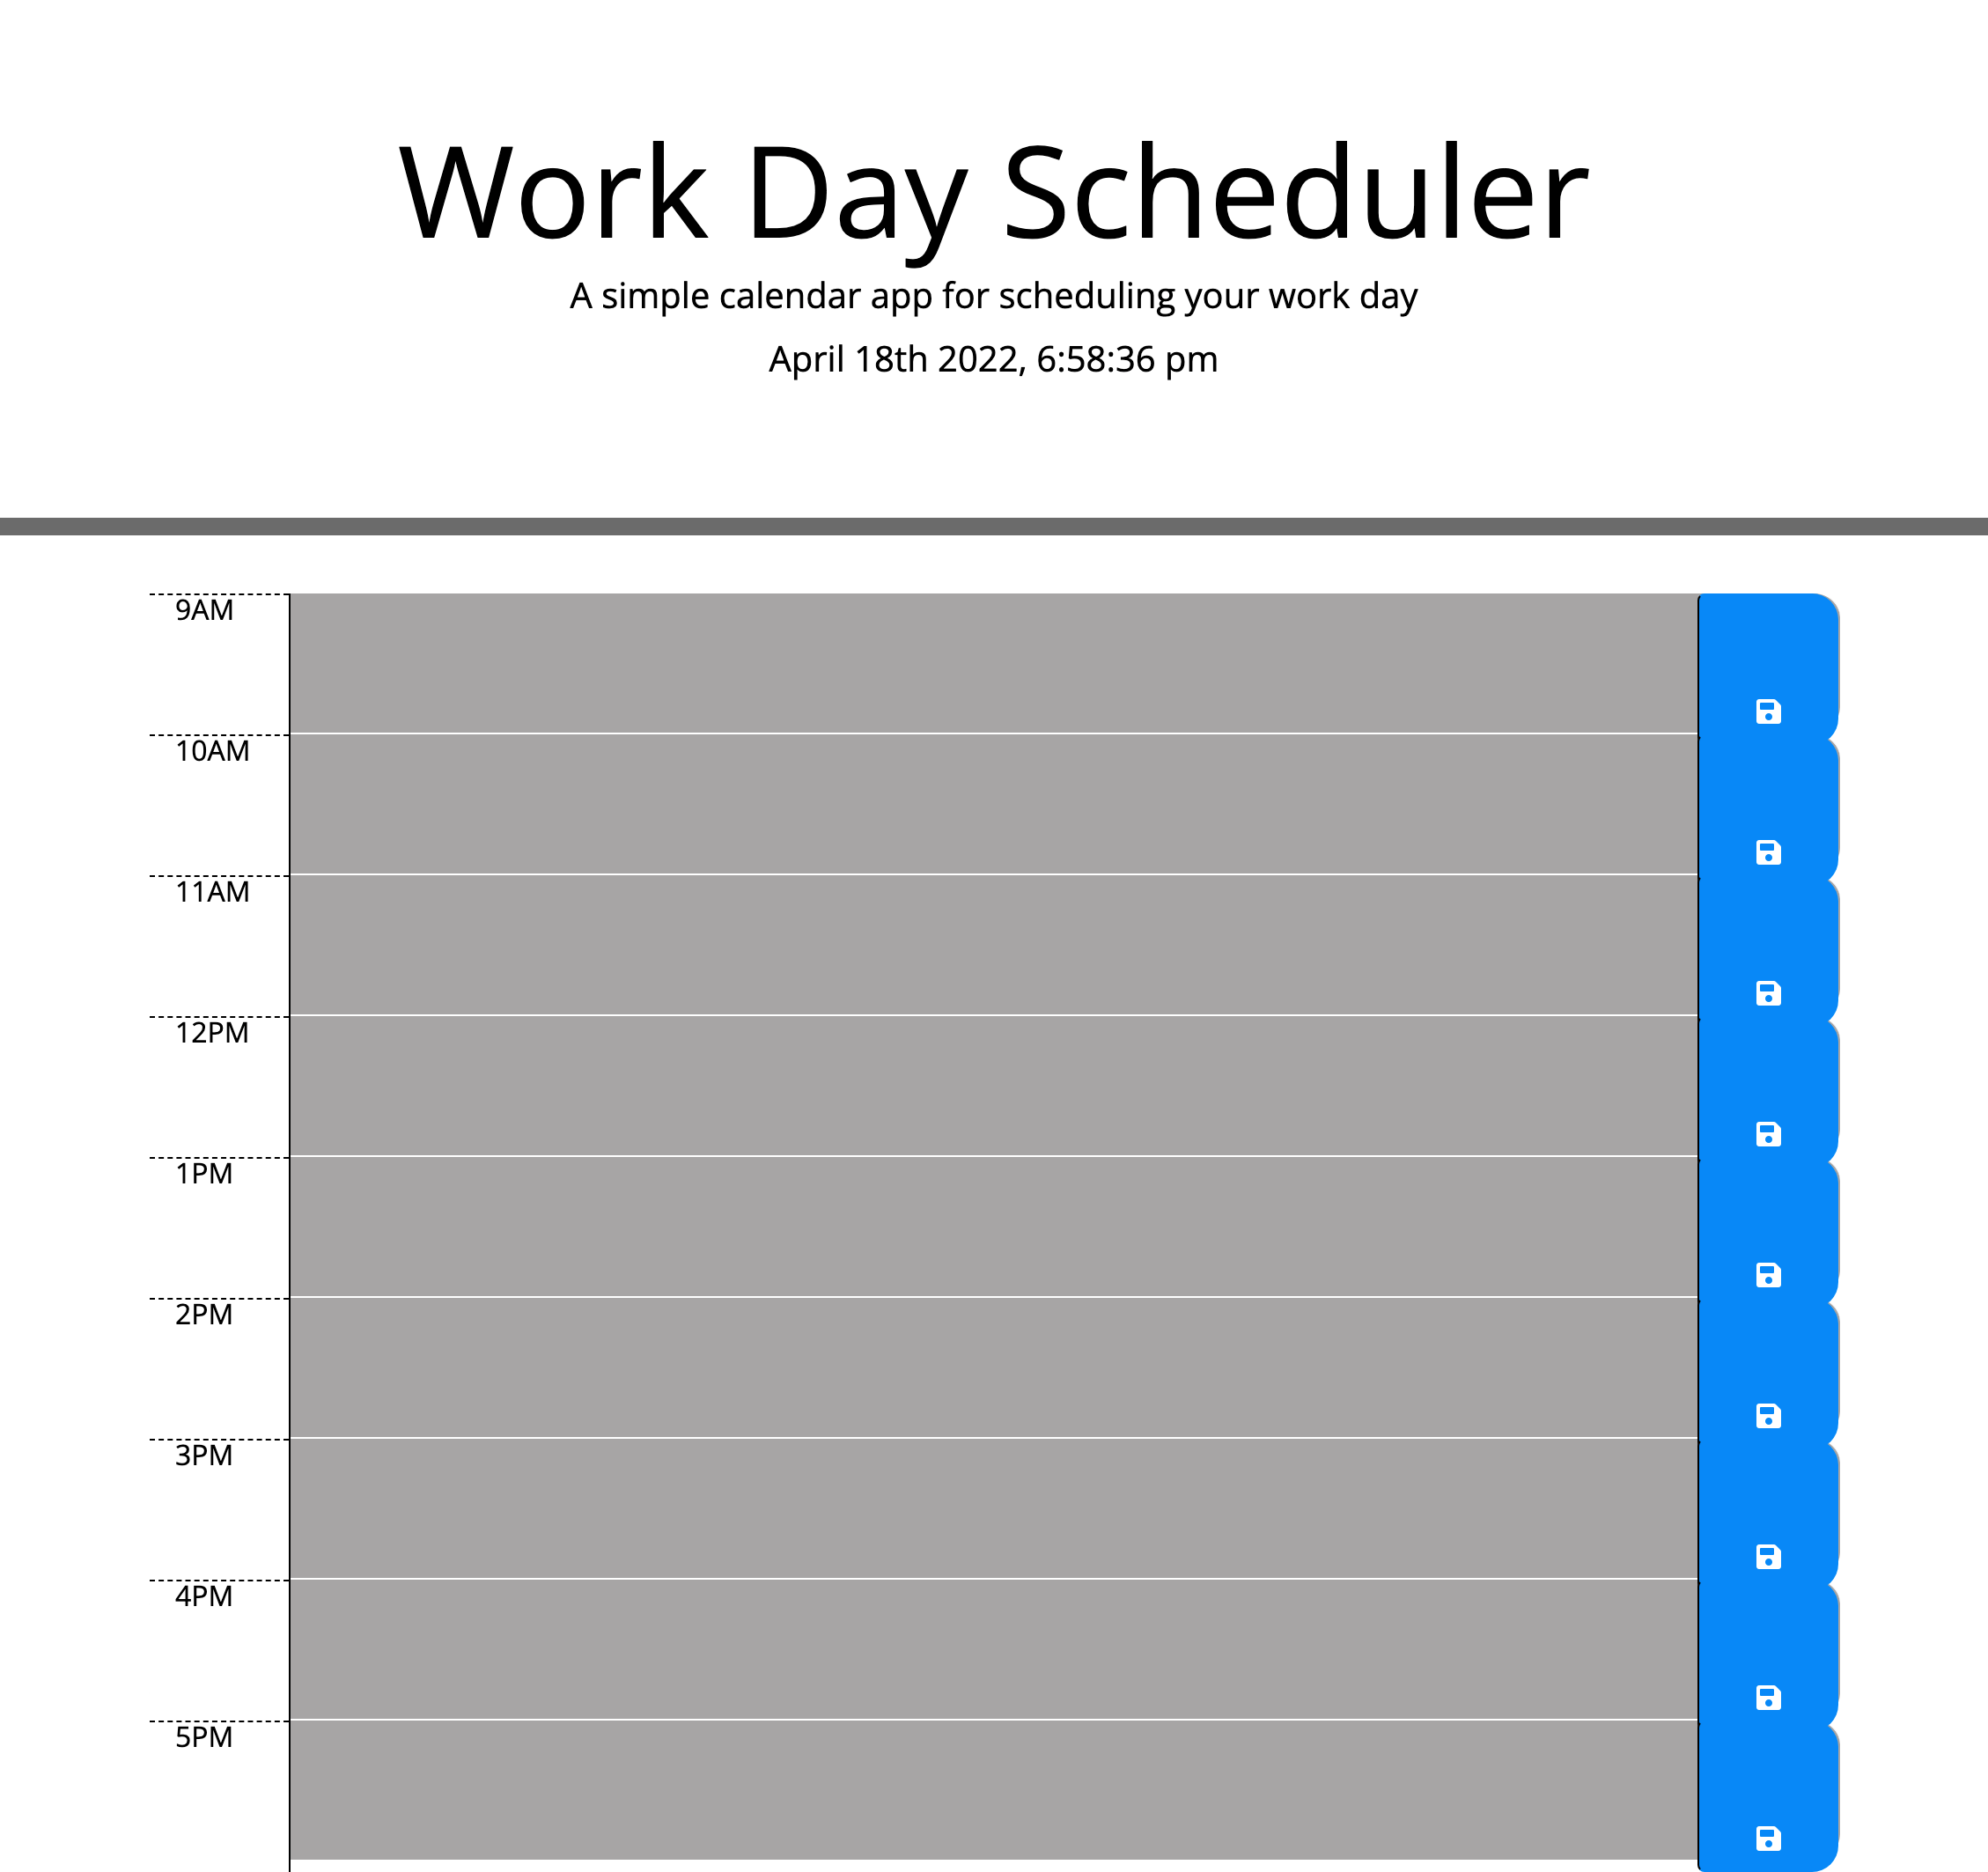 Work Day Scheduler
A simple calendar app for scheduling your work day
April 18th 2022, 6:58:36 pm
9AM
10AM
11AM
12PM
1PM
2PM
3PM
4PM
5PM